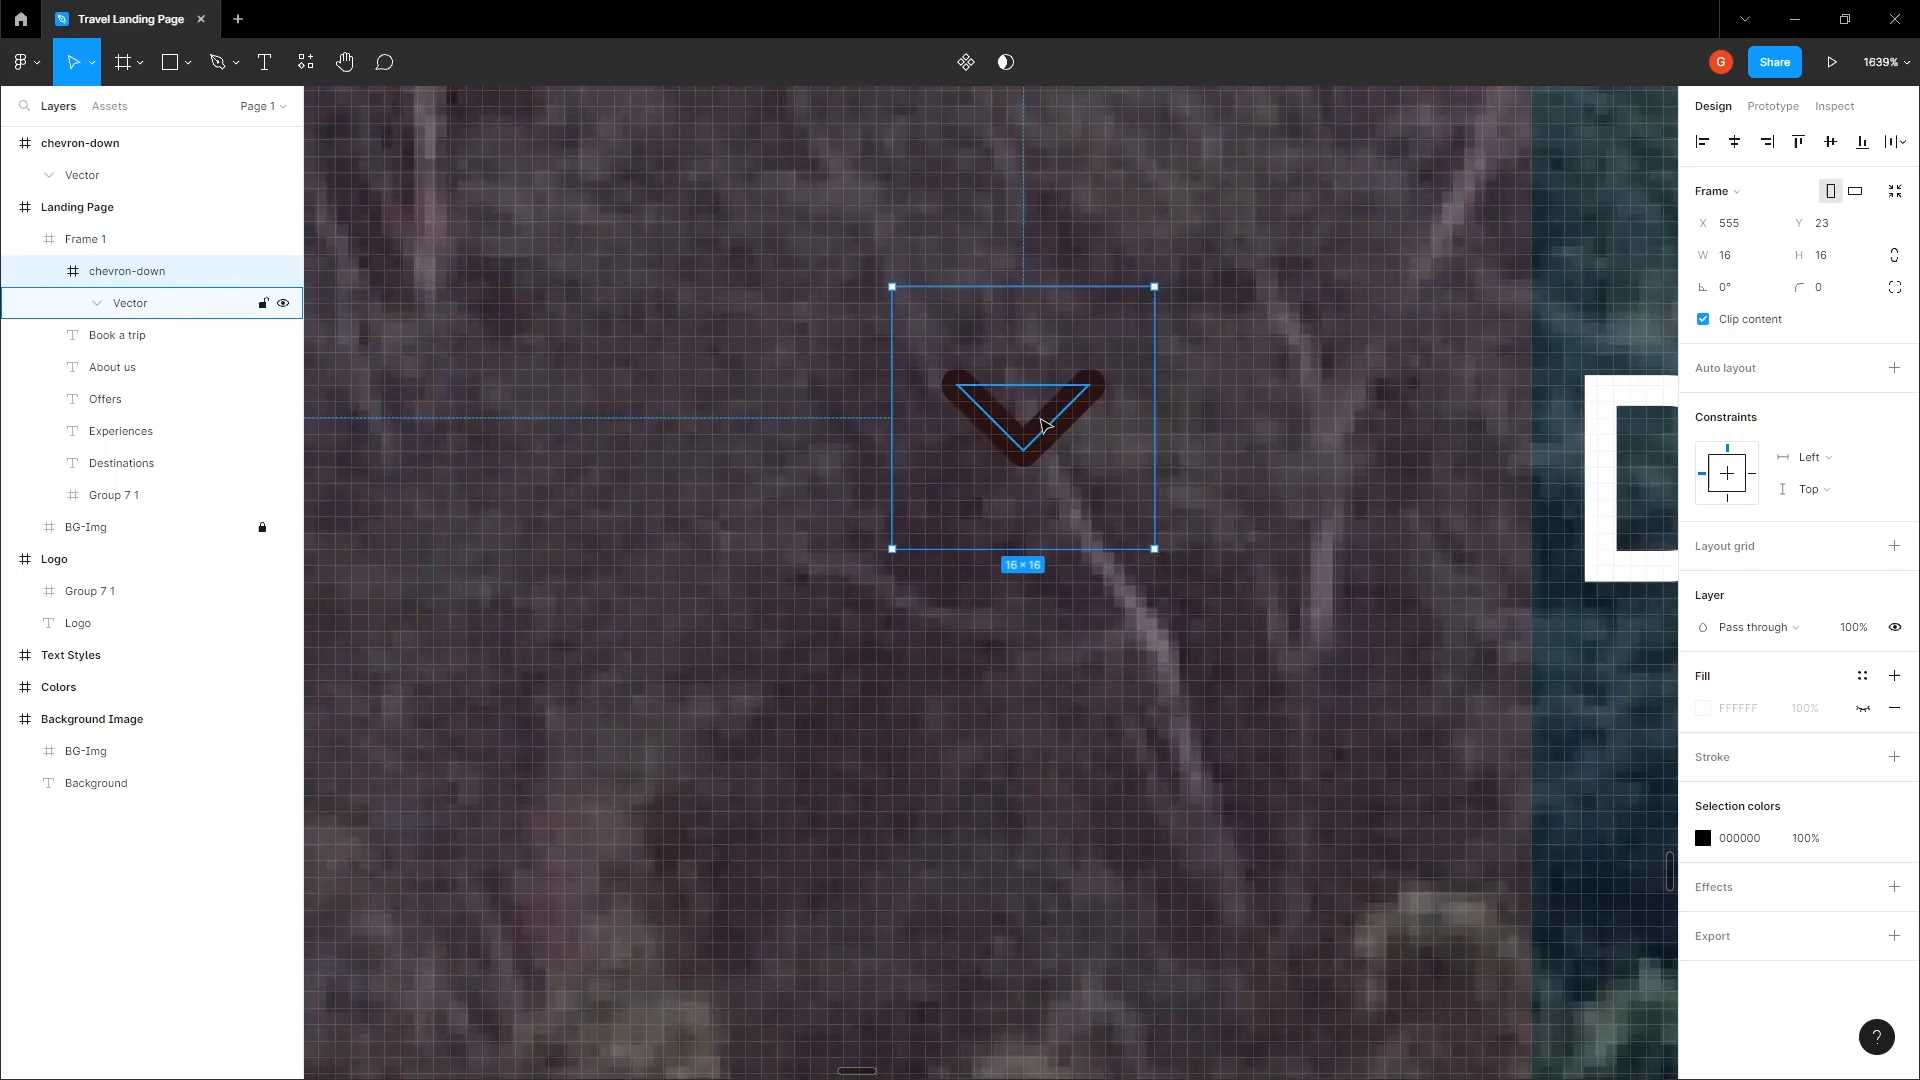 Travel Landing Page
G
Share
1639%
Layers
Assets
Page 1
chevron-down
Vector
Landing Page
Frame 1
chevron-down
Vector
Book a trip
About us
Offers
Experiences
Destinations
Group 7 1
BG-Img
Logo
Group 7 1
Logo
Text Styles
Colors
Background Image
BG-Img
Background
16 × 16
Design
Prototype
Inspect
Frame
X 555
Y 23
W 16
H 16
0°
0
Clip content
Auto layout
Constraints
Left
Top
Layout grid
Layer
Pass through
100%
Fill
FFFFFF
100%
Stroke
Selection colors
000000
100%
Effects
Export
?